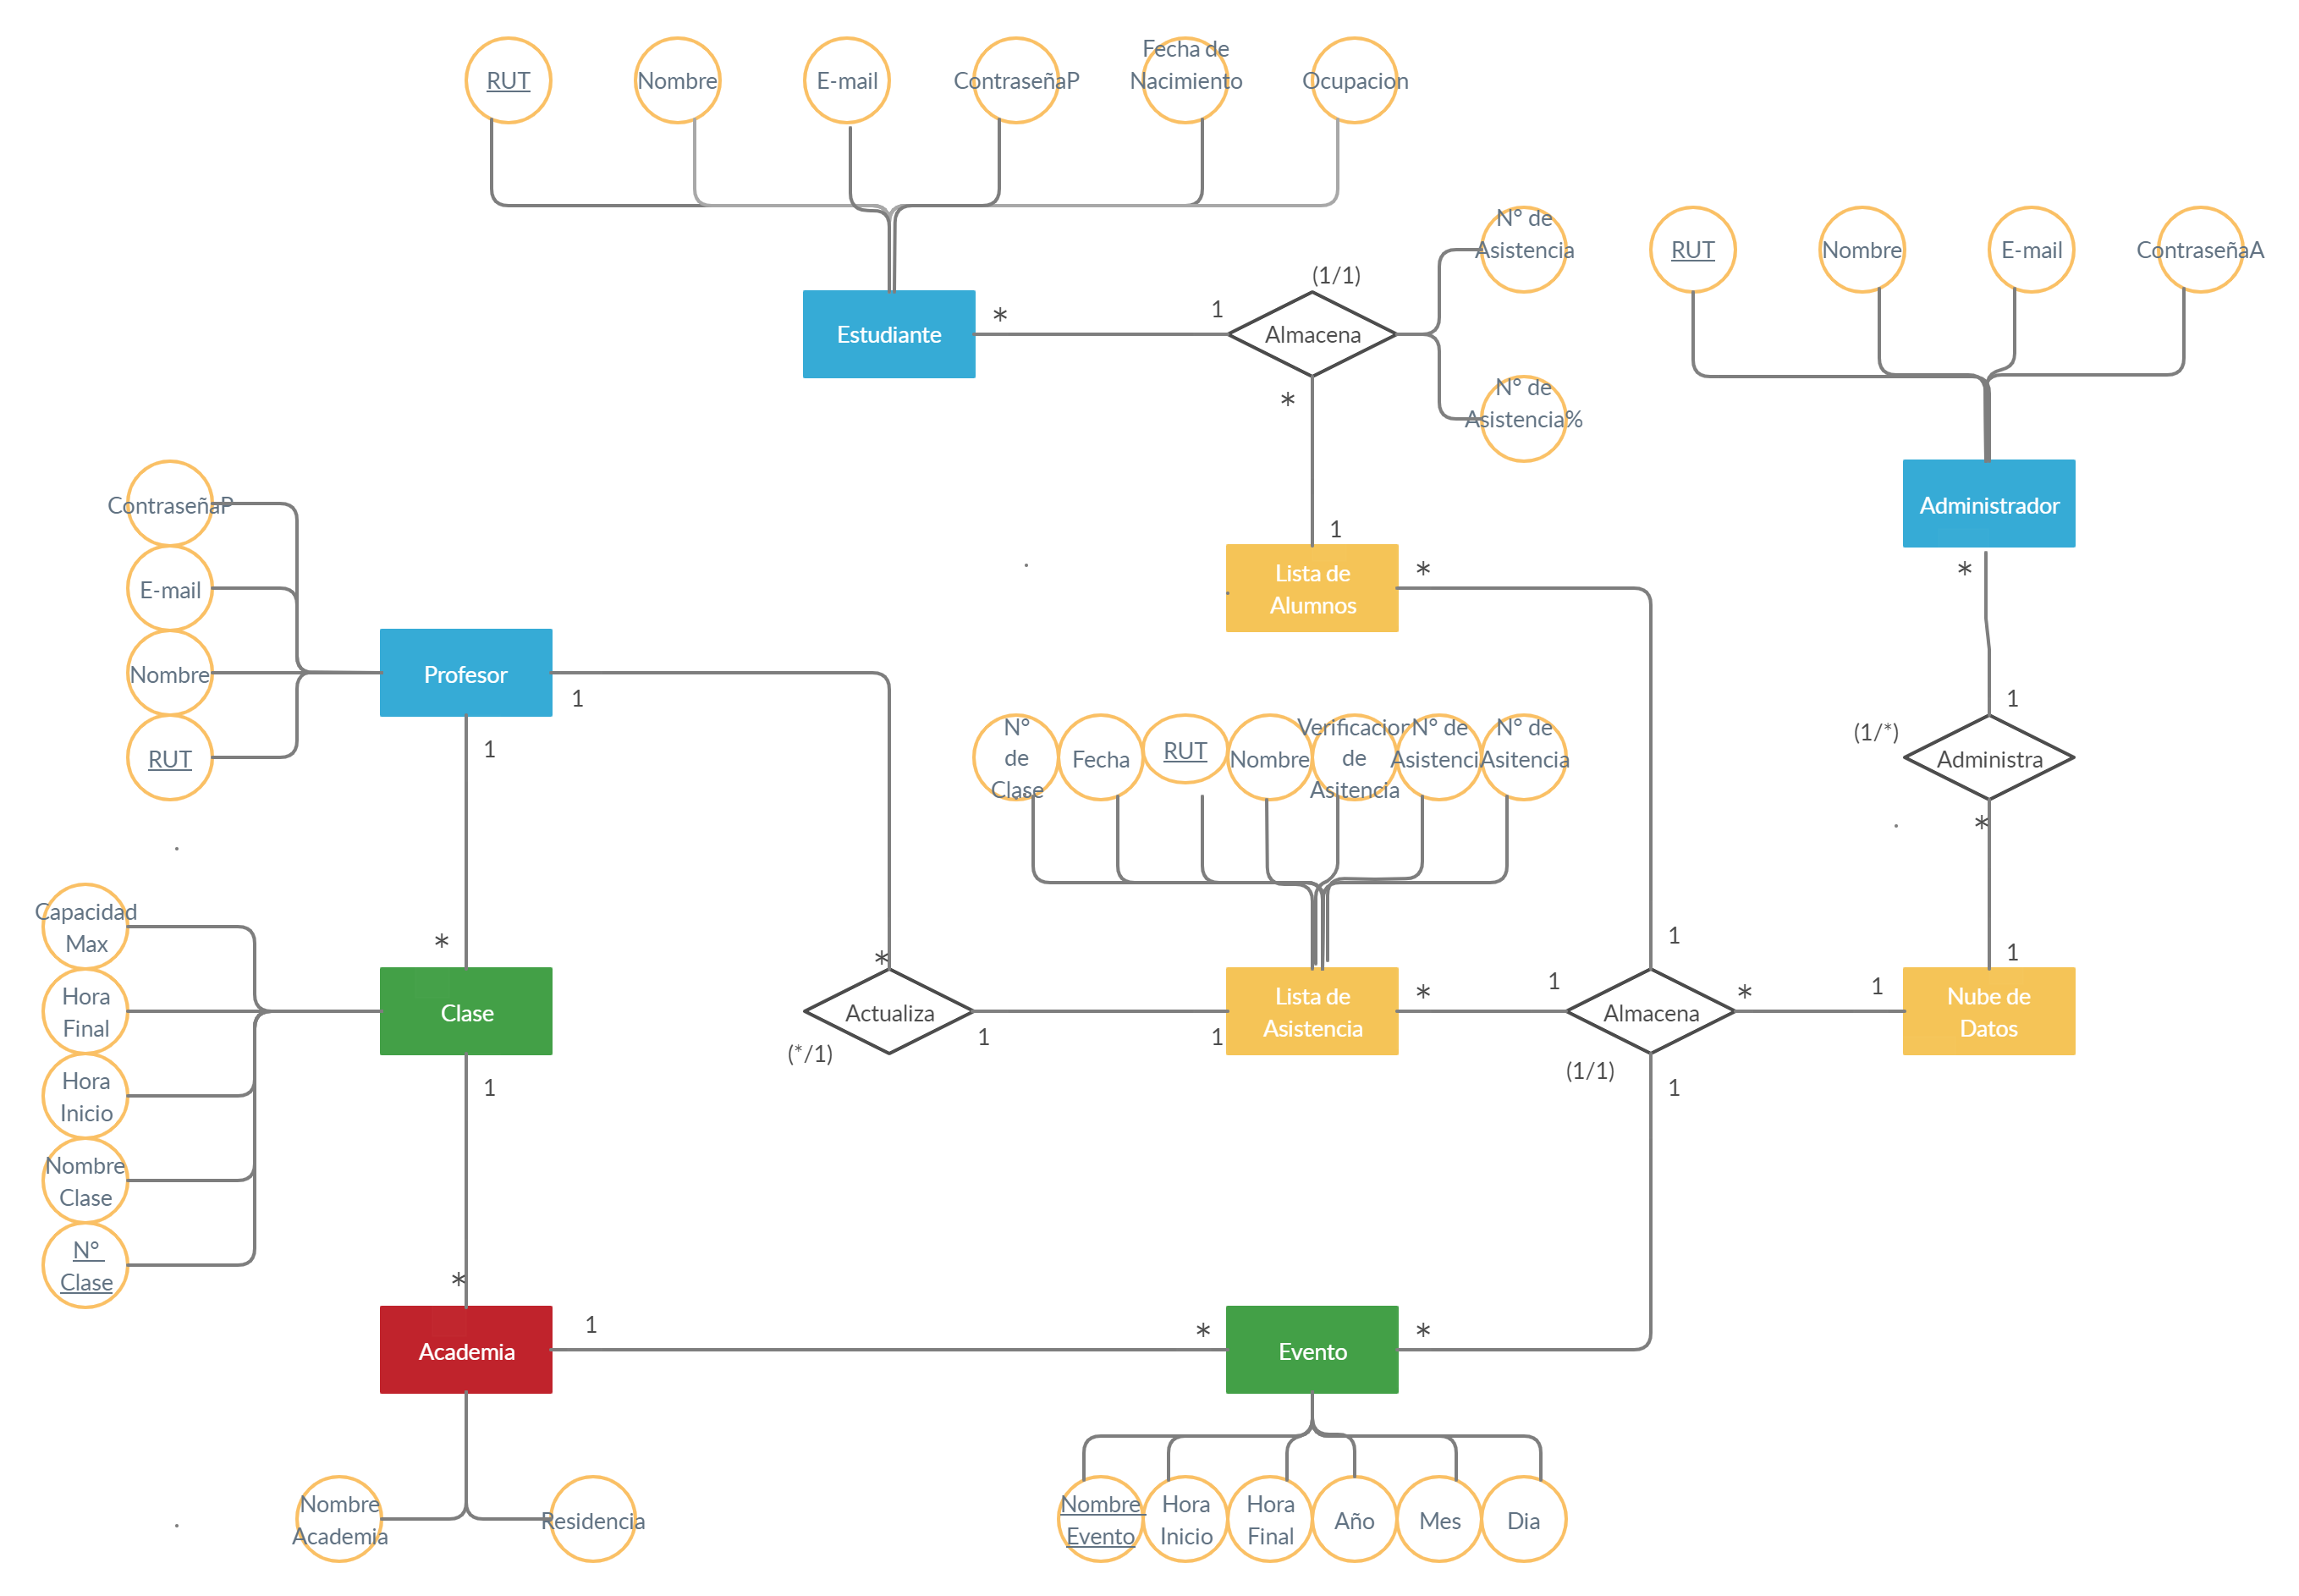 RUT
Nombre
E-mail
ContraseñaP
Fecha de
Nacimiento
Ocupacion
N° de
Asistencia
RUT
Nombre
E-mail
ContraseñaA
(1/1)
Estudiante
*
1
Almacena
*
N° de
Asistencia%
ContraseñaP
E-mail
Nombre
RUT
Administrador
*
1
Lista de
Alumnos
*
Profesor
1
1
1
(1/*)
Administra
*
N°
de
Clase
Fecha
RUT
Nombre
Verificacion
de
Asitencia
N° de
Asistenci
N° de
Asitencia
Capacidad
Max
Hora
Final
Hora
Inicio
Nombre
Clase
N°
Clase
*
Clase
1
*
*
Actualiza
(*/1)
1
1
Lista de
Asistencia
*
1
1
Almacena
(1/1)
1
*
1
1
Nube de
Datos
Academia
1
*
Evento
*
Nombre
Academia
Residencia
Nombre
Evento
Hora
Inicio
Hora
Final
Año
Mes
Dia